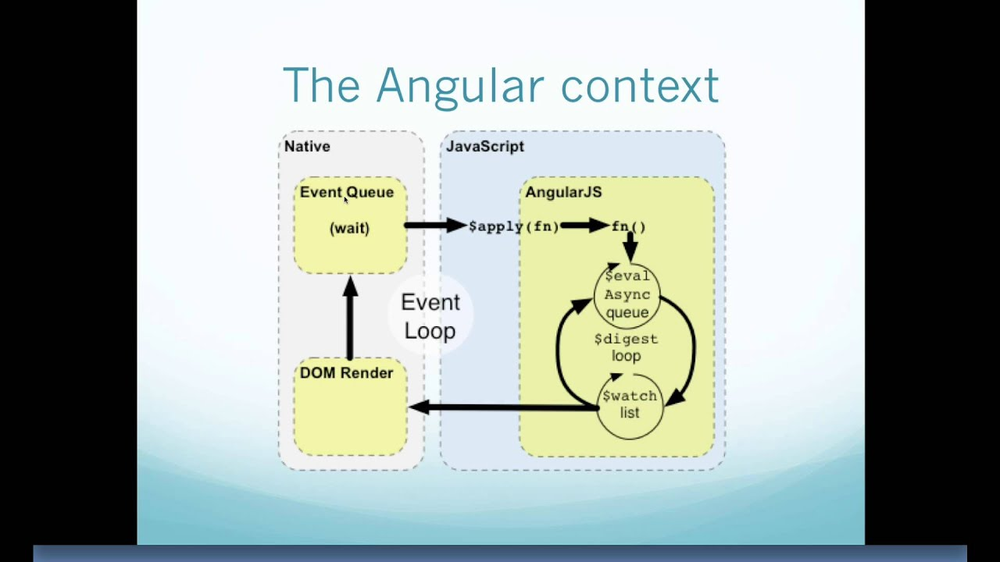 The Angular context
Native
Event Queue
(wait)
JavaScript
AngularJS
$apply(fn)
fn()
$eval
Async
queue
Event
Loop
$digest
loop
DOM Render
$watch
list